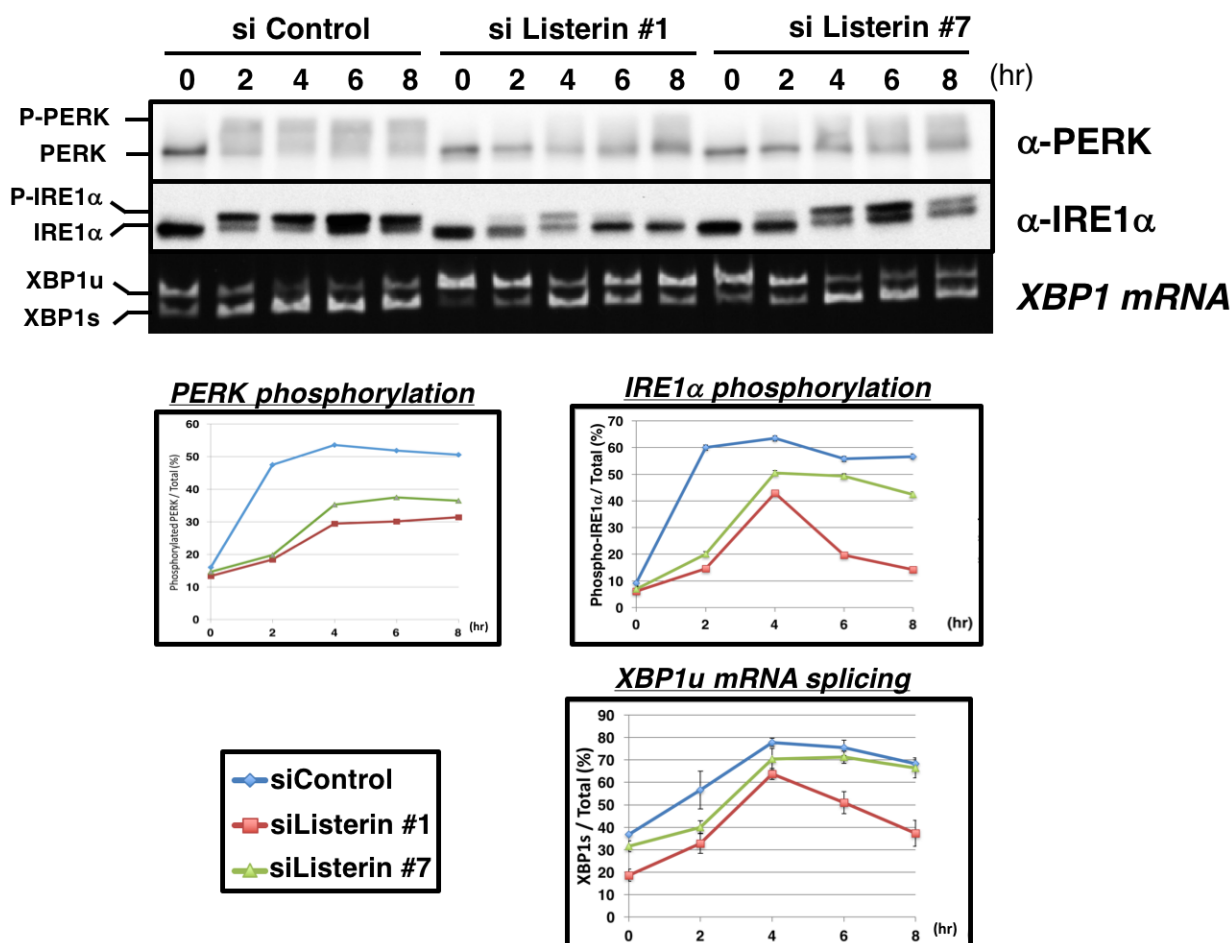 si Control si Listerin #1 si Listerin #7
0 2 4 6 8 0 2 4 6 8 0 2 4 6 8 (hr)
P-PERK
PERK
α-PERK
P-IRE1α
IRE1α
α-IRE1α
XBP1u
XBP1s
XBP1 mRNA
PERK phosphorylation
Phosphorylated PERK / Total (%)
60
50
40
30
20
10
0
0 2 4 6 8 (hr)
IRE1α phosphorylation
Phospho-IRE1α/ Total (%)
70
60
50
40
30
20
10
0
0 2 4 6 8 (hr)
XBP1u mRNA splicing
XBP1s / Total (%)
90
80
70
60
50
40
30
20
10
0
0 2 4 6 8 (hr)
siControl
siListerin #1
siListerin #7